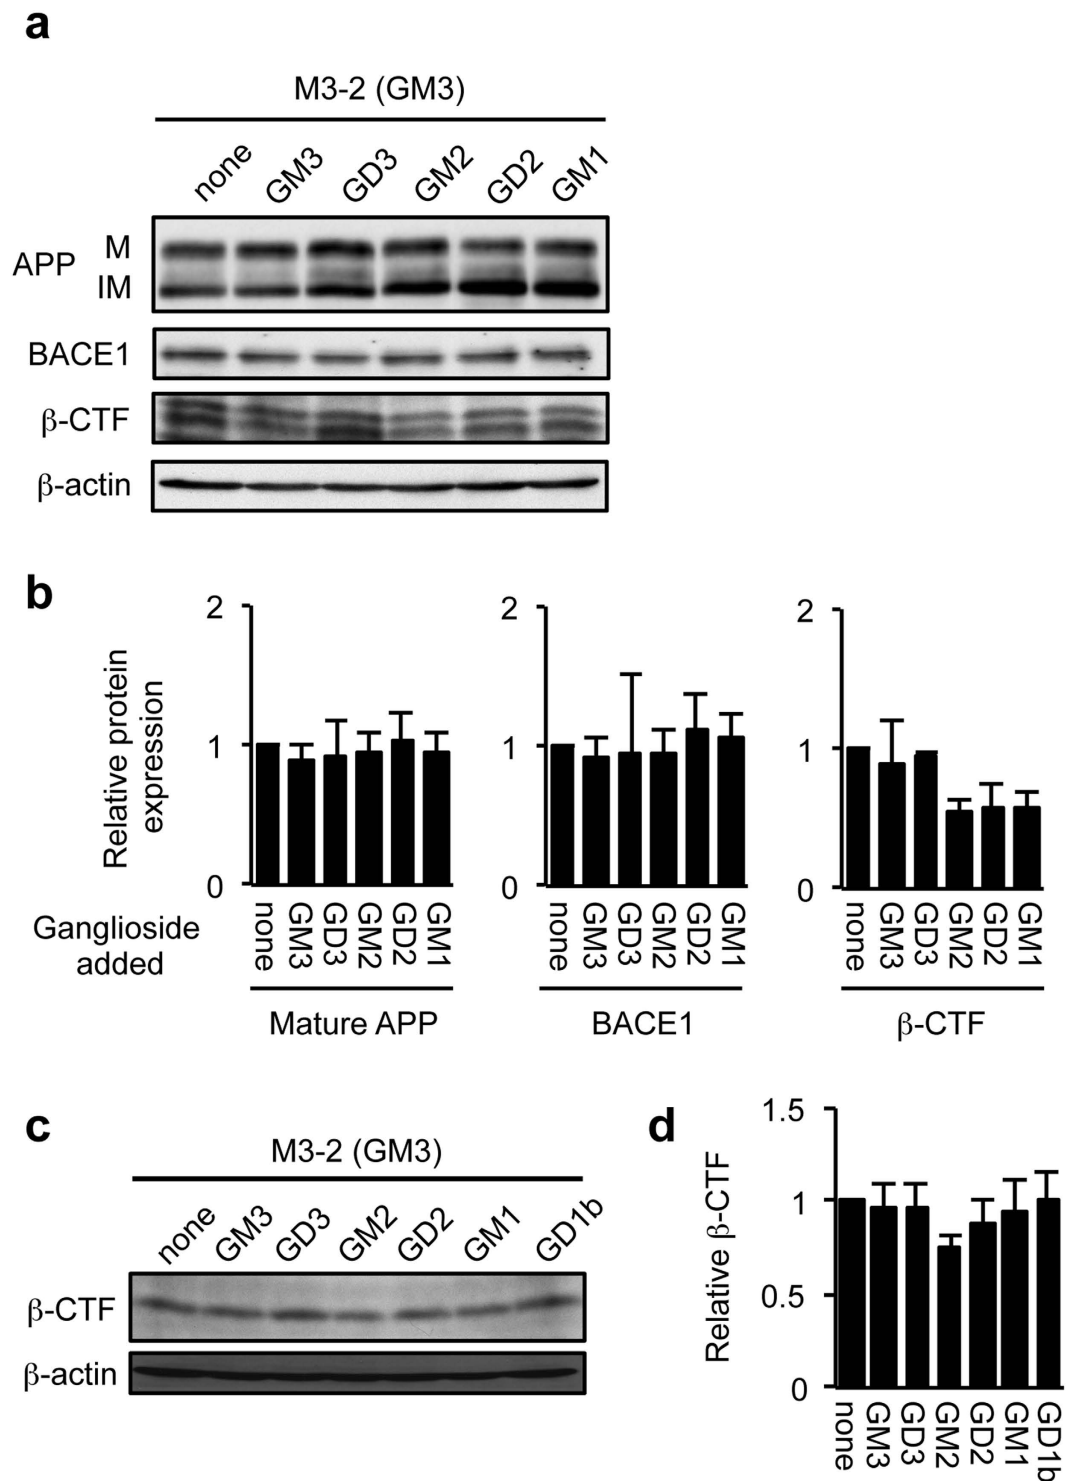 a
M3-2 (GM3)
none GM3 GD3 GM2 GD2 GM1
APP M
IM
BACE1
β-CTF
β-actin
b
Relative protein
expression
2
1
0
2
1
0
2
1
0
Ganglioside
added
none GM3 GD3 GM2 GD2 GM1
none GM3 GD3 GM2 GD2 GM1
none GM3 GD3 GM2 GD2 GM1
Mature APP
BACE1
β-CTF
c
M3-2 (GM3)
none GM3 GD3 GM2 GD2 GM1 GD1b
β-CTF
β-actin
d
Relative β-CTF
1.5
1
0.5
0
none GM3 GD3 GM2 GD2 GM1 GD1b